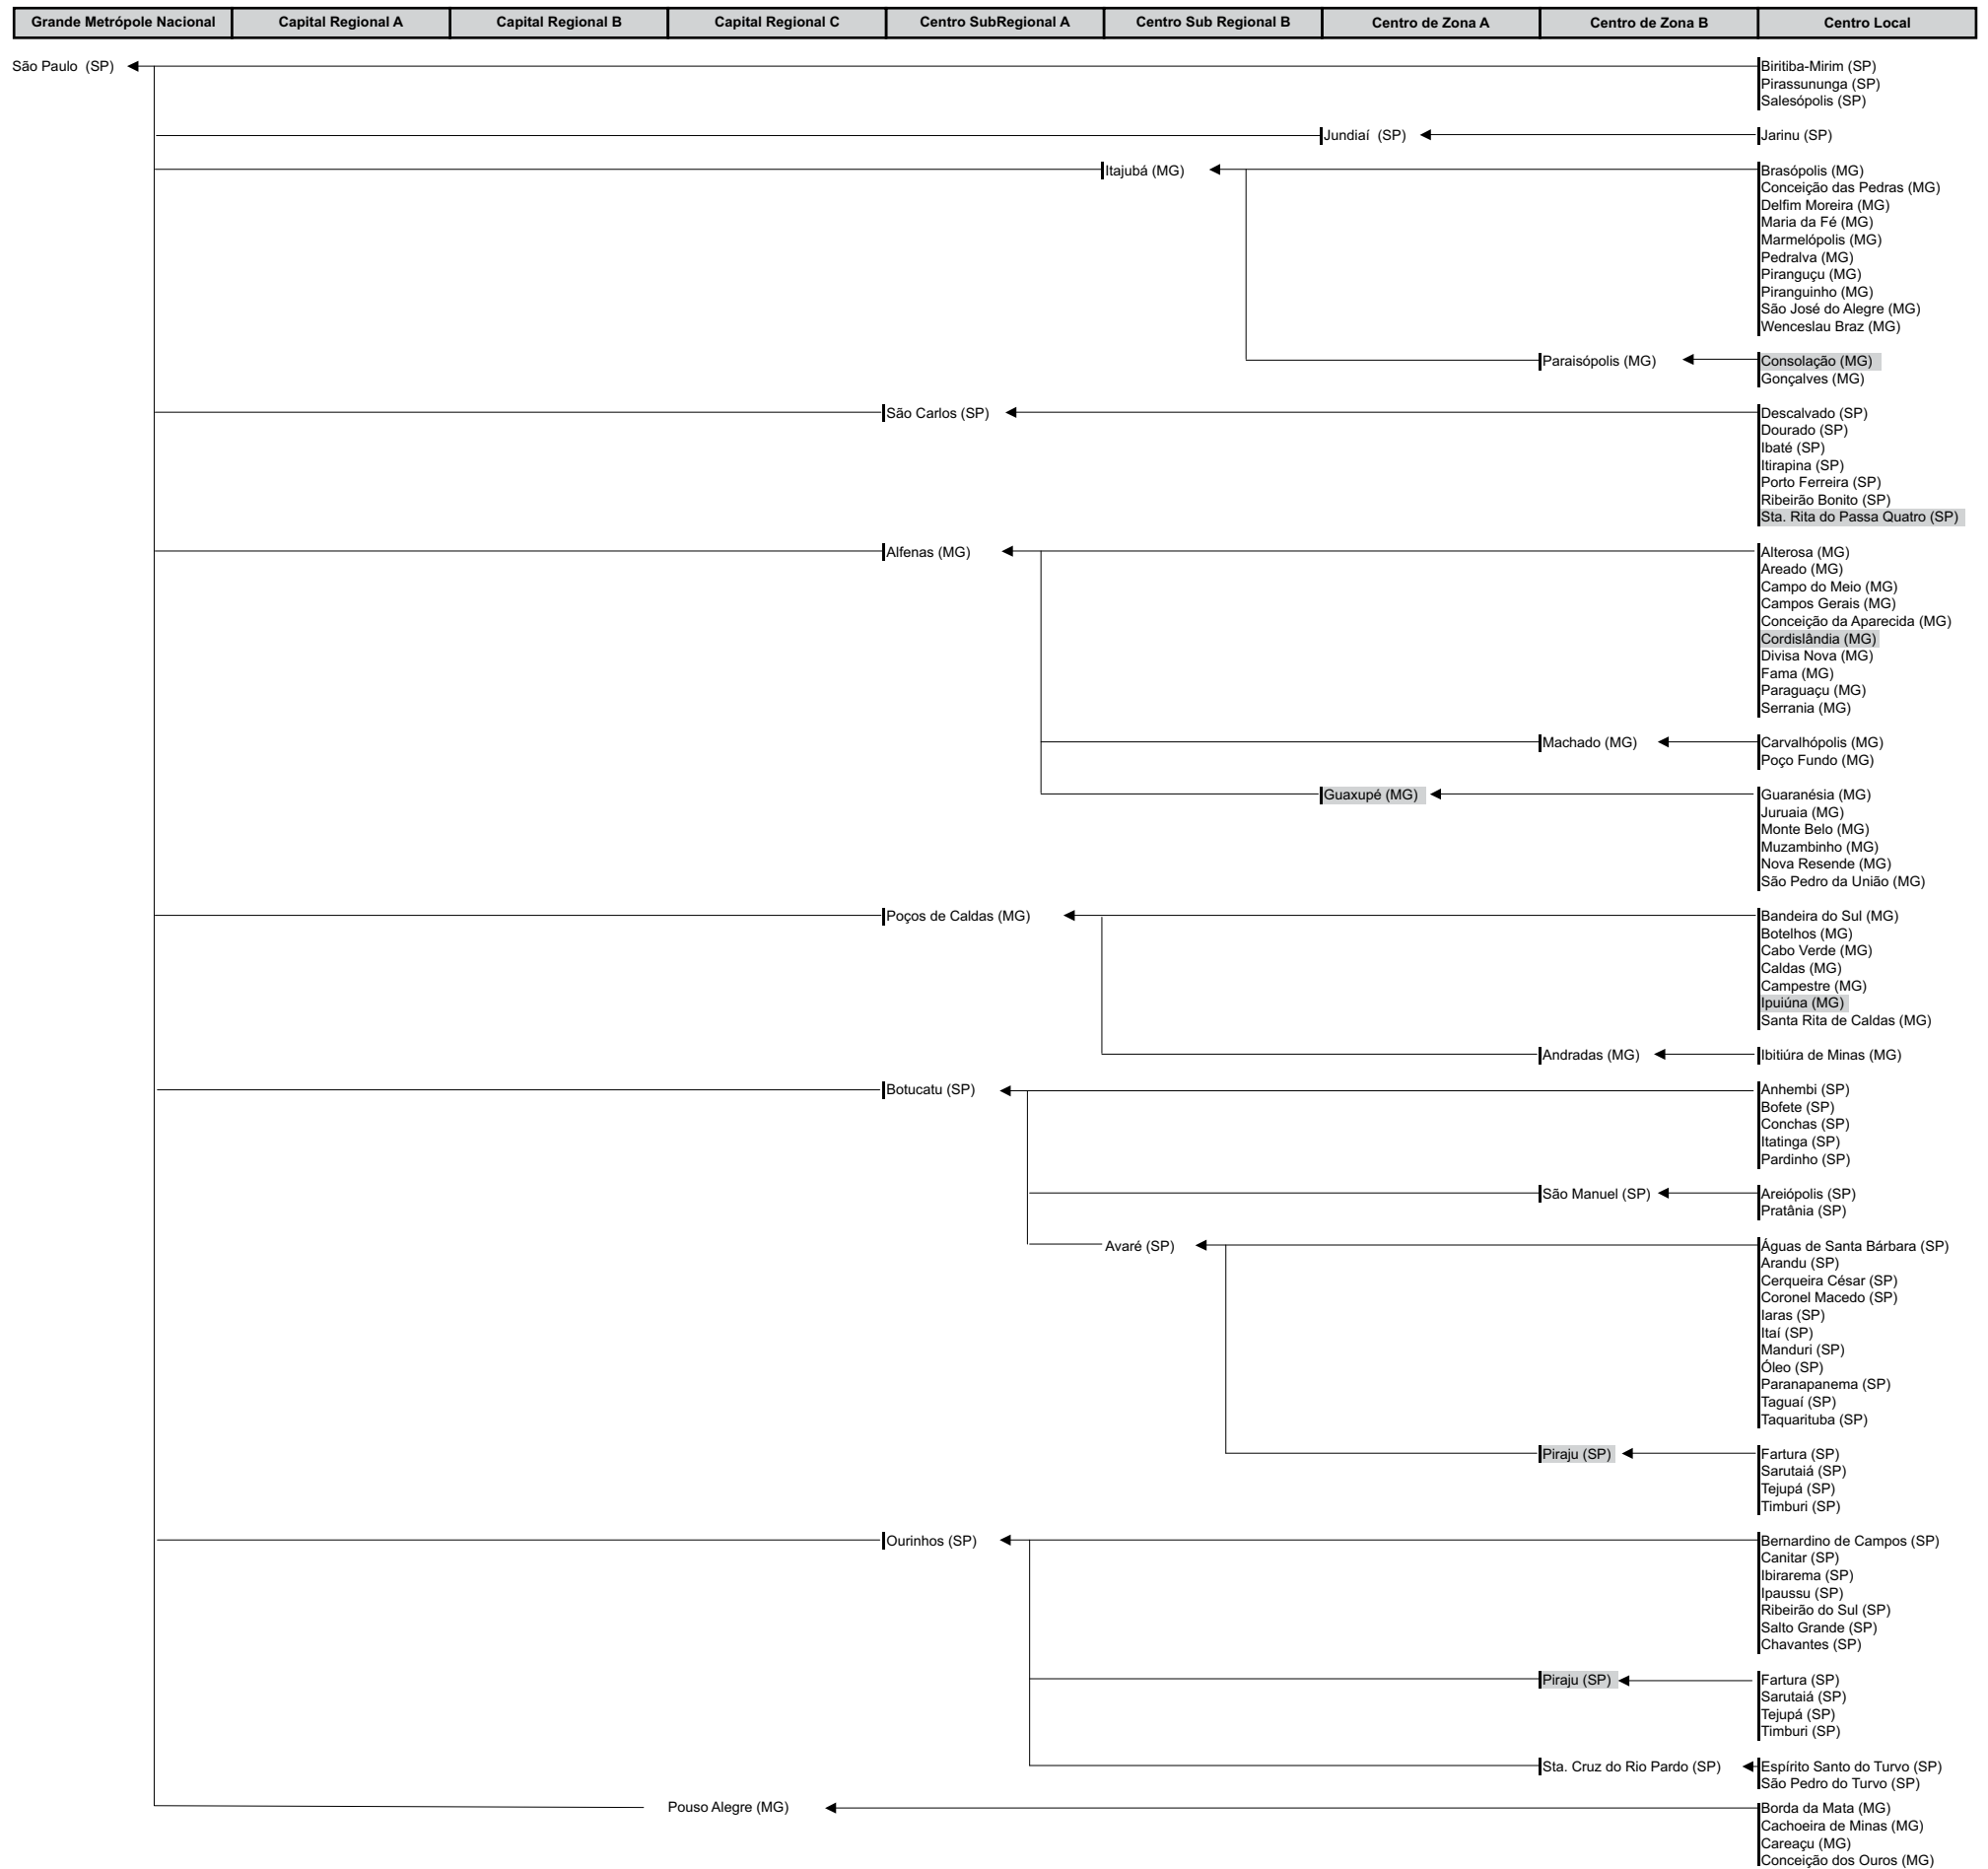 Grande Metrópole Nacional Capital Regional A Capital Regional B Capital Regional C Centro SubRegional A Centro Sub Regional B Centro de Zona A Centro de Zona B Centro Local
São Paulo (SP) Biritiba-Mirim (SP)
Pirassununga (SP)
Salesópolis (SP)
Jundiaí (SP) Jarinu (SP)
Itajubá (MG) Brasópolis (MG)
Conceição das Pedras (MG)
Delfim Moreira (MG)
Maria da Fé (MG)
Marmelópolis (MG)
Pedralva (MG)
Piranguçu (MG)
Piranguinho (MG)
São José do Alegre (MG)
Wenceslau Braz (MG)
Paraisópolis (MG) Consolação (MG)
Gonçalves (MG)
São Carlos (SP) Descalvado (SP)
Dourado (SP)
Ibaté (SP)
Itirapina (SP)
Porto Ferreira (SP)
Ribeirão Bonito (SP)
Sta. Rita do Passa Quatro (SP)
Alfenas (MG) Alterosa (MG)
Areado (MG)
Campo do Meio (MG)
Campos Gerais (MG)
Conceição da Aparecida (MG)
Cordislândia (MG)
Divisa Nova (MG)
Fama (MG)
Paraguaçu (MG)
Serrania (MG)
Machado (MG) Carvalhópolis (MG)
Poço Fundo (MG)
Guaxupé (MG) Guaranésia (MG)
Juruaia (MG)
Monte Belo (MG)
Muzambinho (MG)
Nova Resende (MG)
São Pedro da União (MG)
Poços de Caldas (MG) Bandeira do Sul (MG)
Botelhos (MG)
Cabo Verde (MG)
Caldas (MG)
Campestre (MG)
Ipuiúna (MG)
Santa Rita de Caldas (MG)
Andradas (MG) Ibitiúra de Minas (MG)
Botucatu (SP) Anhembi (SP)
Bofete (SP)
Conchas (SP)
Itatinga (SP)
Pardinho (SP)
São Manuel (SP) Areiópolis (SP)
Pratânia (SP)
Avaré (SP) Águas de Santa Bárbara (SP)
Arandu (SP)
Cerqueira César (SP)
Coronel Macedo (SP)
Iaras (SP)
Itaí (SP)
Manduri (SP)
Óleo (SP)
Paranapanema (SP)
Taguaí (SP)
Taquarituba (SP)
Piraju (SP) Fartura (SP)
Sarutaiá (SP)
Tejupá (SP)
Timburi (SP)
Ourinhos (SP) Bernardino de Campos (SP)
Canitar (SP)
Ibirarema (SP)
Ipaussu (SP)
Ribeirão do Sul (SP)
Salto Grande (SP)
Chavantes (SP)
Piraju (SP) Fartura (SP)
Sarutaiá (SP)
Tejupá (SP)
Timburi (SP)
Sta. Cruz do Rio Pardo (SP) Espírito Santo do Turvo (SP)
São Pedro do Turvo (SP)
Pouso Alegre (MG) Borda da Mata (MG)
Cachoeira de Minas (MG)
Careaçu (MG)
Conceição dos Ouros (MG)